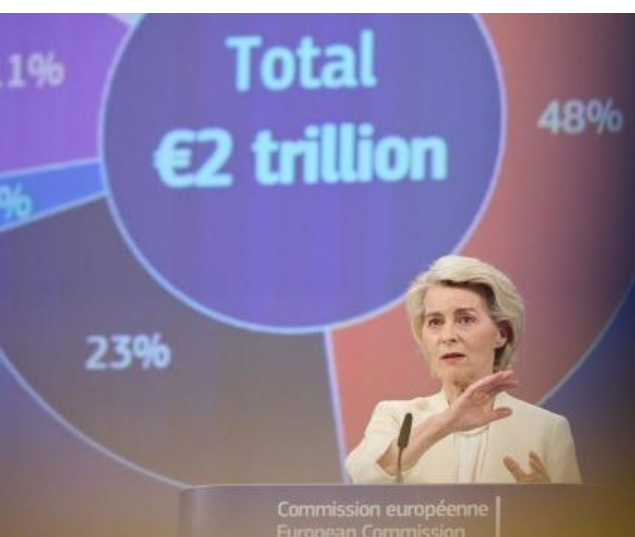 Total
€2 trillion
1%
48%
%
23%
Commission européenne
European Commission